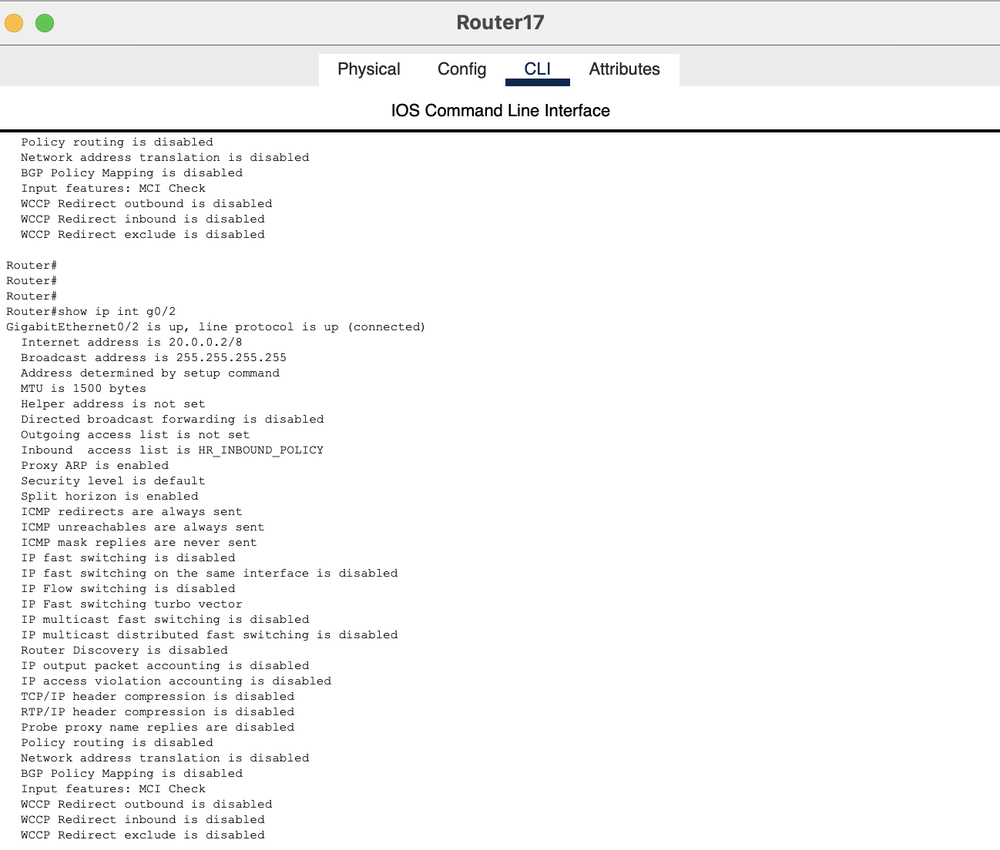 Router17
Physical Config CLI Attributes
IOS Command Line Interface
Policy routing is disabled
Network address translation is disabled
BGP Policy Mapping is disabled
Input features: MCI Check
WCCP Redirect outbound is disabled
WCCP Redirect inbound is disabled
WCCP Redirect exclude is disabled
Router#
Router#
Router#
Router#show ip int g0/2
GigabitEthernet0/2 is up, line protocol is up (connected)
Internet address is 20.0.0.2/8
Broadcast address is 255.255.255.255
Address determined by setup command
MTU is 1500 bytes
Helper address is not set
Directed broadcast forwarding is disabled
Outgoing access list is not set
Inbound  access list is HR_INBOUND_POLICY
Proxy ARP is enabled
Security level is default
Split horizon is enabled
ICMP redirects are always sent
ICMP unreachables are always sent
ICMP mask replies are never sent
IP fast switching is disabled
IP fast switching on the same interface is disabled
IP Flow switching is disabled
IP Fast switching turbo vector
IP multicast fast switching is disabled
IP multicast distributed fast switching is disabled
Router Discovery is disabled
IP output packet accounting is disabled
IP access violation accounting is disabled
TCP/IP header compression is disabled
RTP/IP header compression is disabled
Probe proxy name replies are disabled
Policy routing is disabled
Network address translation is disabled
BGP Policy Mapping is disabled
Input features: MCI Check
WCCP Redirect outbound is disabled
WCCP Redirect inbound is disabled
WCCP Redirect exclude is disabled